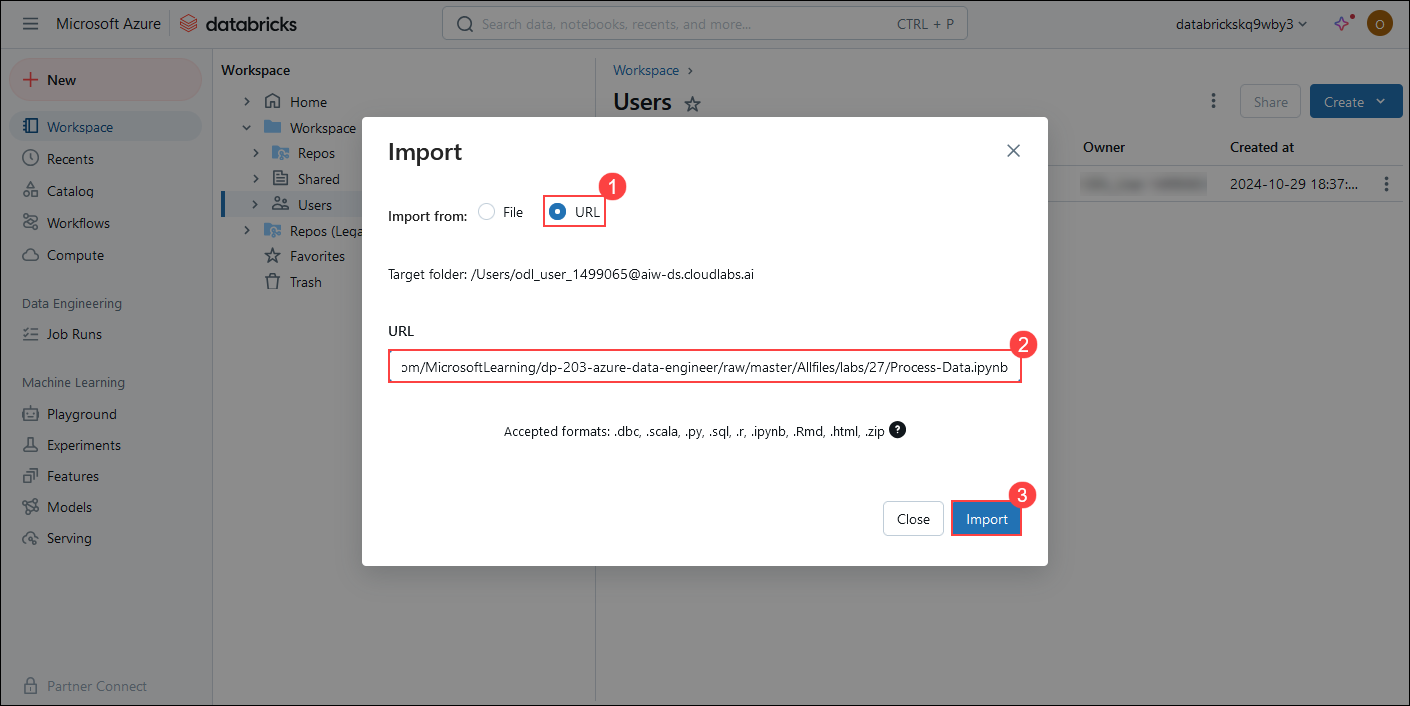 Microsoft Azure databricks
Search data, notebooks, recents, and more... CTRL + P
databrickskq9wby3
O
New
Workspace
Recents
Catalog
Workflows
Compute
Data Engineering
Job Runs
Machine Learning
Playground
Experiments
Features
Models
Serving
Partner Connect
Workspace
Home
Workspace
Repos
Shared
Users
Repos (Lega
Favorites
Trash
Workspace
Users
Share
Create
Owner Created at
2024-10-29 18:37:...
Import
1
Import from: File URL
Target folder: /Users/odl_user_1499065@aiw-ds.cloudlabs.ai
URL
2
om/MicrosoftLearning/dp-203-azure-data-engineer/raw/master/Allfiles/labs/27/Process-Data.ipynb
Accepted formats: .dbc, .scala, .py, .sql, .r, .ipynb, .Rmd, .html, .zip ?
3
Close Import